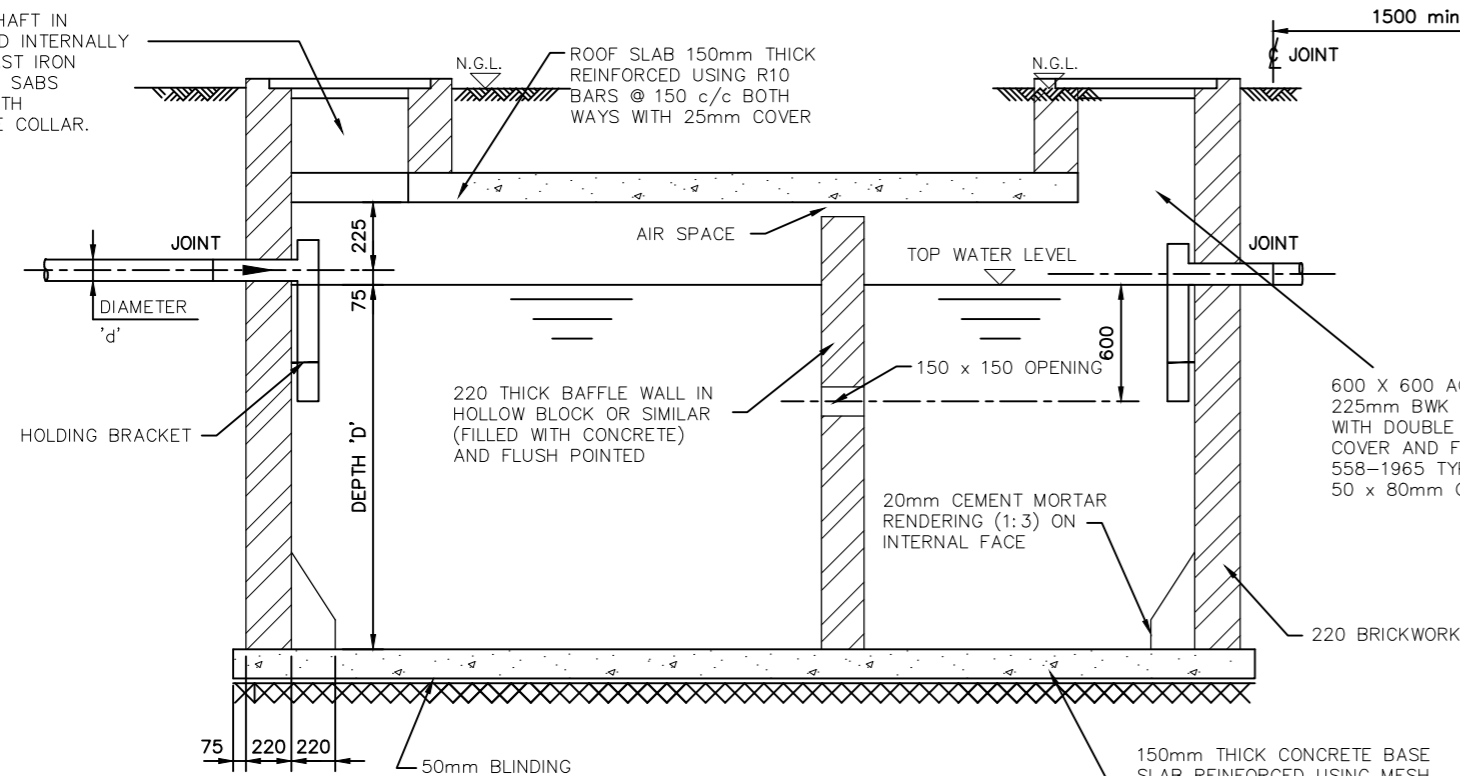 HAFT IN
D INTERNALLY
ST IRON
SABS
TH
E COLLAR.
N.G.L.
ROOF SLAB 150mm THICK
REINFORCED USING R10
BARS @ 150 c/c BOTH
WAYS WITH 25mm COVER
N.G.L.
1500 min
℄ JOINT
225
AIR SPACE
JOINT
TOP WATER LEVEL
JOINT
DIAMETER
'd'
75
600
150 x 150 OPENING
220 THICK BAFFLE WALL IN
HOLLOW BLOCK OR SIMILAR
(FILLED WITH CONCRETE)
AND FLUSH POINTED
HOLDING BRACKET
DEPTH 'D'
600 X 600 AC
225mm BWK
WITH DOUBLE
COVER AND F
558-1965 TYP
50 x 80mm C
20mm CEMENT MORTAR
RENDERING (1:3) ON
INTERNAL FACE
220 BRICKWORK
75 220 220
50mm BLINDING
150mm THICK CONCRETE BASE
SLAB REINFORCED USING MESH